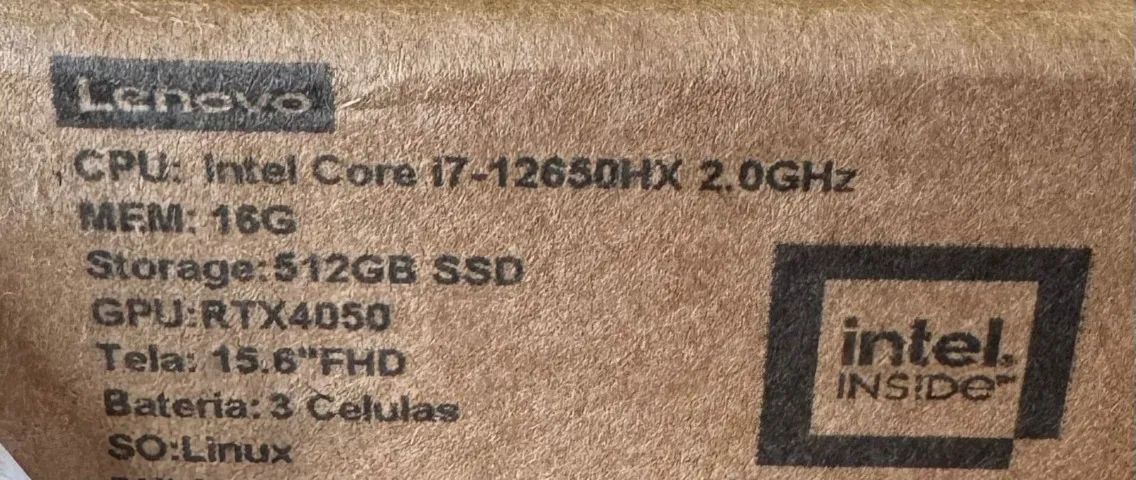 Lenovo
CPU: Intel Core i7-12650HX 2.0GHz
MEM: 16G
Storage:512GB SSD
GPU:RTX4050
Tela: 15.6"FHD
Bateria: 3 Celulas
SO:Linux
intel.
INSIDe™